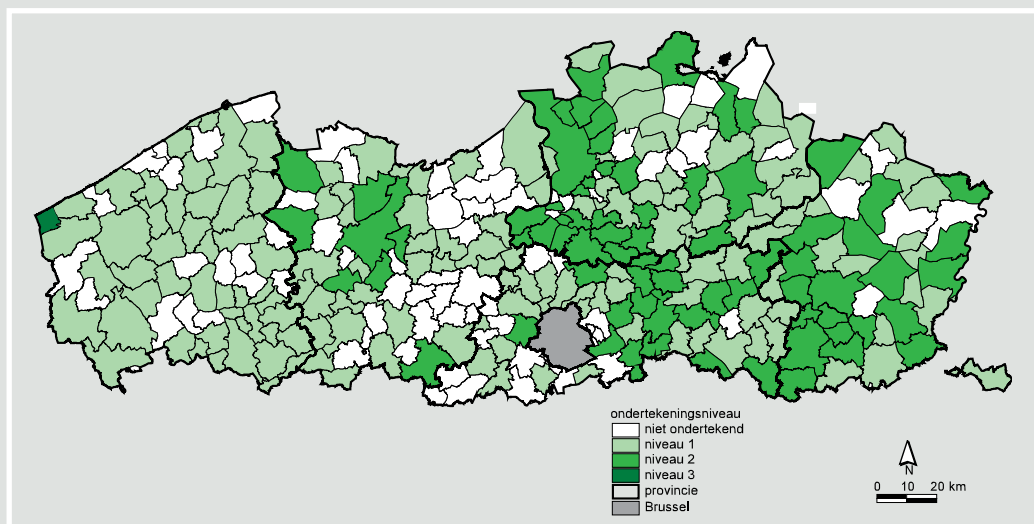 ondertekeningsniveau
niet ondertekend
niveau 1
niveau 2
niveau 3
provincie
Brussel
N
0 10 20 km